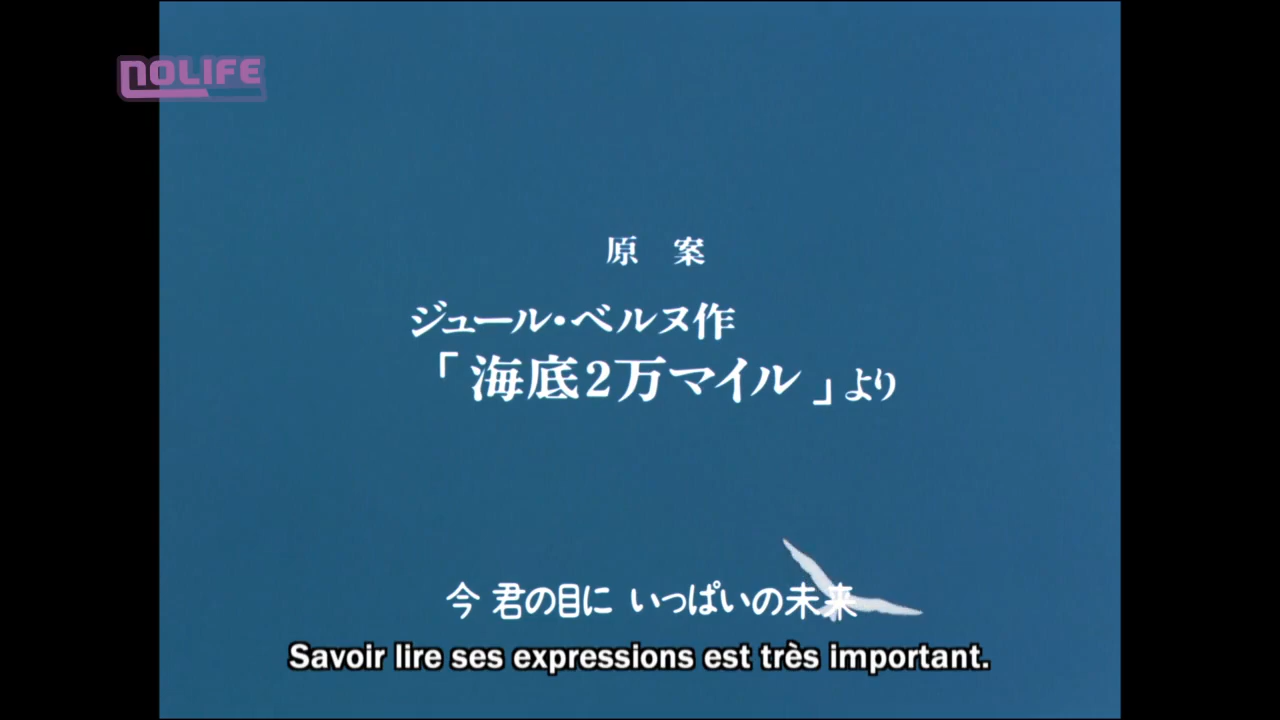 NOLIFE
原 案
ジュール・ベルヌ作
「海底2万マイル」より
今 君の目に いっぱいの未来
Savoir lire ses expressions est très important.